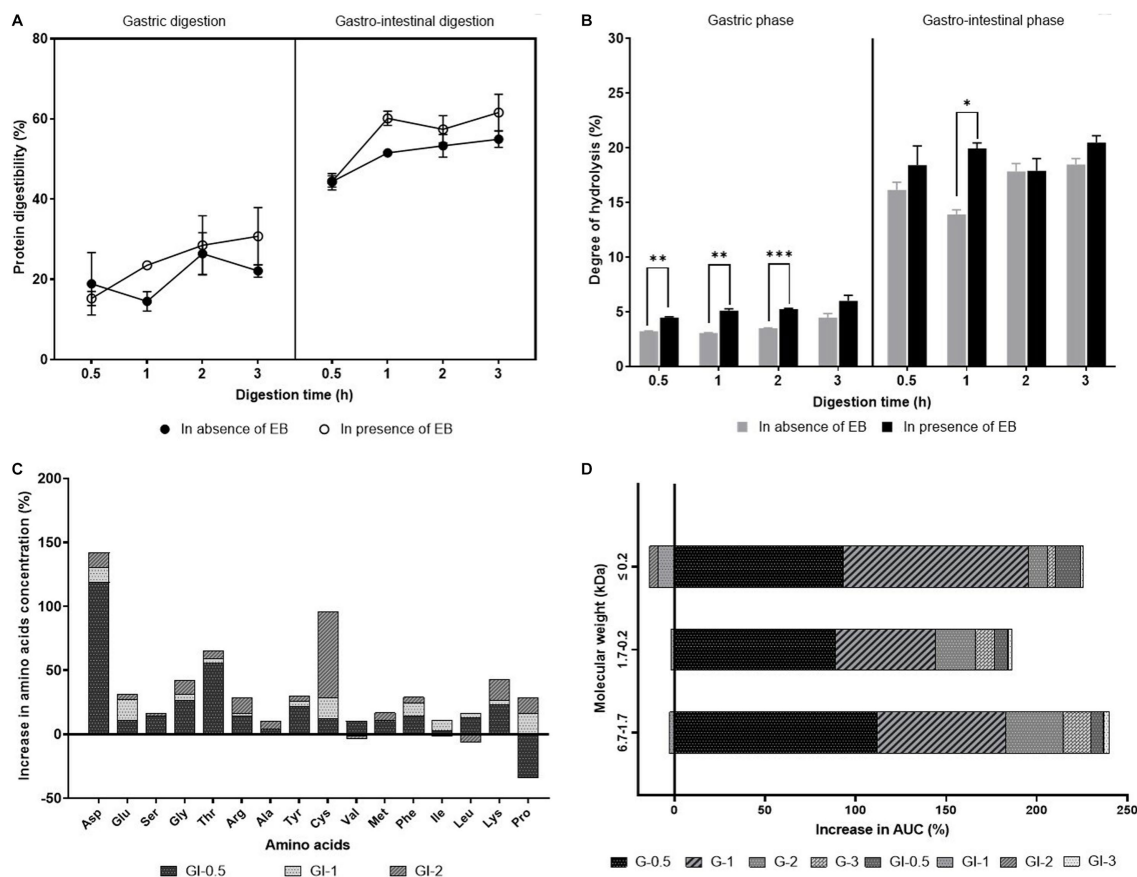 A
Gastric digestion
Gastro-intestinal digestion
Protein digestibility (%)
80
60
40
20
0
0.5 1 2 3 0.5 1 2 3
Digestion time (h)
In absence of EB In presence of EB
B
Gastric phase
Gastro-intestinal phase
Degree of hydrolysis (%)
30
25
20
15
10
5
0
** ** *** *
0.5 1 2 3 0.5 1 2 3
Digestion time (h)
In absence of EB In presence of EB
C
Increase in amino acids concentration (%)
200
150
100
50
0
-50
Asp Glu Ser Gly Thr Arg Ala Tyr Cys Val Met Phe Ile Leu Lys Pro
Amino acids
GI-0.5 GI-1 GI-2
D
Molecular weight (kDa)
≤ 0.2
1.7-0.2
6.7-1.7
0 50 100 150 200 250
Increase in AUC (%)
G-0.5 G-1 G-2 G-3 GI-0.5 GI-1 GI-2 GI-3